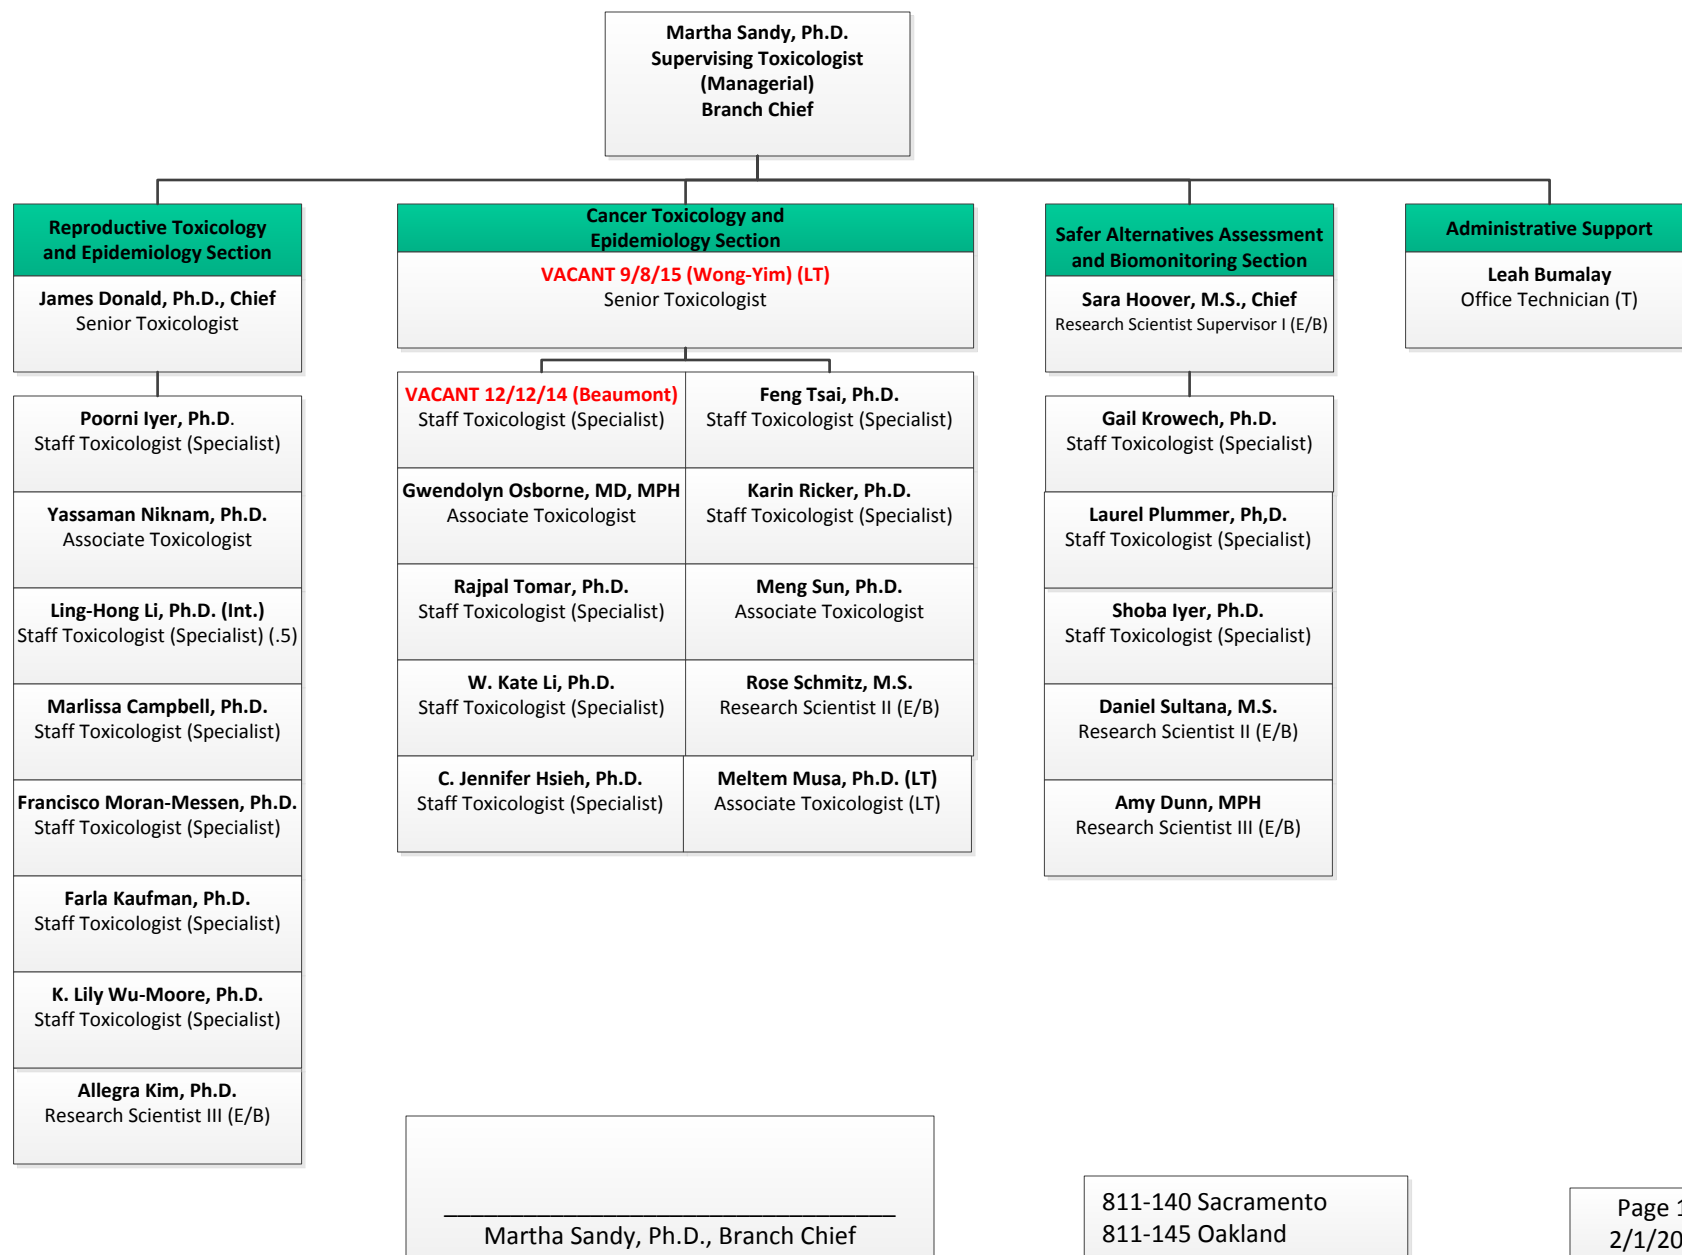 Martha Sandy, Ph.D.
Supervising Toxicologist
(Managerial)
Branch Chief
Reproductive Toxicology
and Epidemiology Section
James Donald, Ph.D., Chief
Senior Toxicologist
Poorni Iyer, Ph.D.
Staff Toxicologist (Specialist)
Yassaman Niknam, Ph.D.
Associate Toxicologist
Ling-Hong Li, Ph.D. (Int.)
Staff Toxicologist (Specialist) (.5)
Marlissa Campbell, Ph.D.
Staff Toxicologist (Specialist)
Francisco Moran-Messen, Ph.D.
Staff Toxicologist (Specialist)
Farla Kaufman, Ph.D.
Staff Toxicologist (Specialist)
K. Lily Wu-Moore, Ph.D.
Staff Toxicologist (Specialist)
Allegra Kim, Ph.D.
Research Scientist III (E/B)
Cancer Toxicology and
Epidemiology Section
VACANT 9/8/15 (Wong-Yim) (LT)
Senior Toxicologist
VACANT 12/12/14 (Beaumont)
Staff Toxicologist (Specialist)
Gwendolyn Osborne, MD, MPH
Associate Toxicologist
Rajpal Tomar, Ph.D.
Staff Toxicologist (Specialist)
W. Kate Li, Ph.D.
Staff Toxicologist (Specialist)
C. Jennifer Hsieh, Ph.D.
Staff Toxicologist (Specialist)
Feng Tsai, Ph.D.
Staff Toxicologist (Specialist)
Karin Ricker, Ph.D.
Staff Toxicologist (Specialist)
Meng Sun, Ph.D.
Associate Toxicologist
Rose Schmitz, M.S.
Research Scientist II (E/B)
Meltem Musa, Ph.D. (LT)
Associate Toxicologist (LT)
Safer Alternatives Assessment
and Biomonitoring Section
Sara Hoover, M.S., Chief
Research Scientist Supervisor I (E/B)
Gail Krowech, Ph.D.
Staff Toxicologist (Specialist)
Laurel Plummer, Ph,D.
Staff Toxicologist (Specialist)
Shoba Iyer, Ph.D.
Staff Toxicologist (Specialist)
Daniel Sultana, M.S.
Research Scientist II (E/B)
Amy Dunn, MPH
Research Scientist III (E/B)
Administrative Support
Leah Bumalay
Office Technician (T)
Martha Sandy, Ph.D., Branch Chief
811-140 Sacramento
811-145 Oakland
Page 1
2/1/20